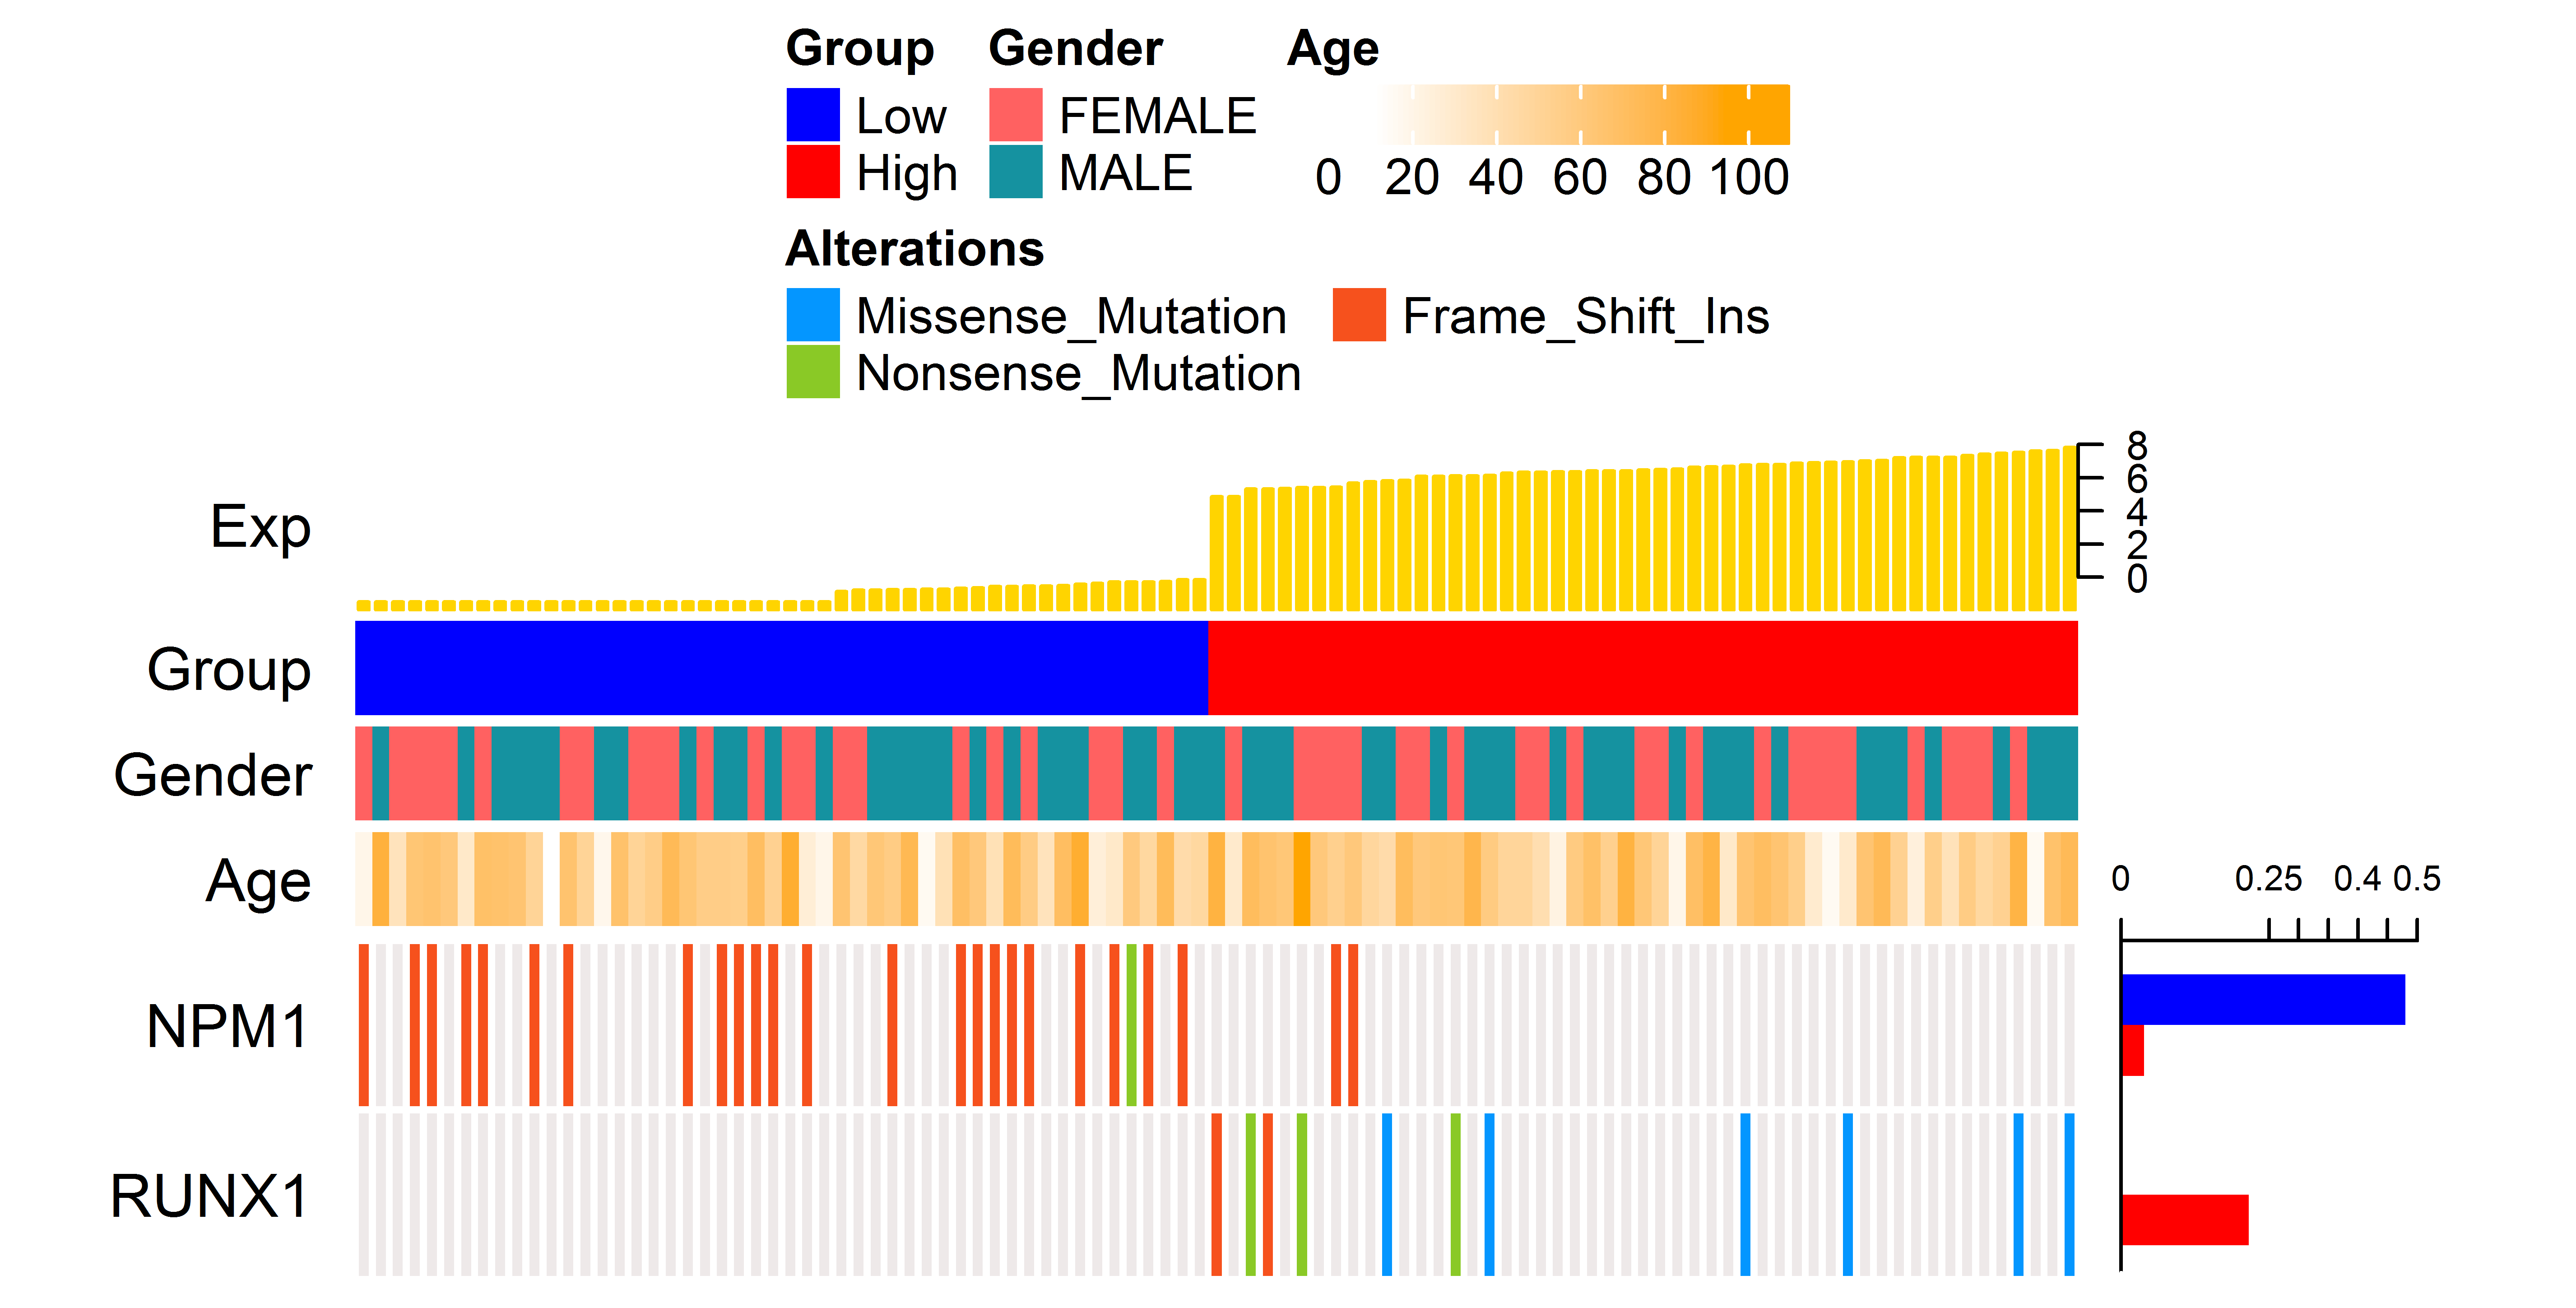 Group Gender Age
Low FEMALE
High MALE 0 20 40 60 80 100
Alterations
Missense_Mutation Frame_Shift_Ins
Nonsense_Mutation
8
6
Exp 4
2
0
Group
Gender
Age 0 0.25 0.4 0.5
NPM1
RUNX1